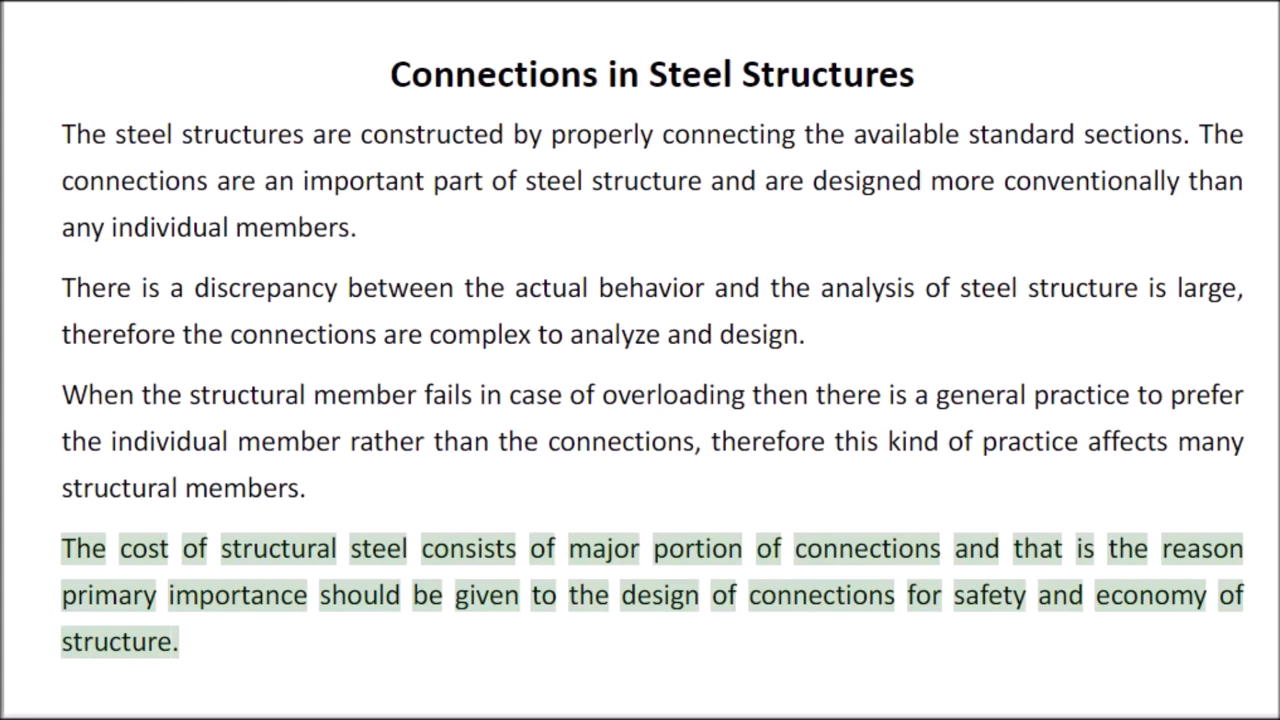 Connections in Steel Structures
The steel structures are constructed by properly connecting the available standard sections. The
connections are an important part of steel structure and are designed more conventionally than
any individual members.
There is a discrepancy between the actual behavior and the analysis of steel structure is large,
therefore the connections are complex to analyze and design.
When the structural member fails in case of overloading then there is a general practice to prefer
the individual member rather than the connections, therefore this kind of practice affects many
structural members.
The cost of structural steel consists of major portion of connections and that is the reason
primary importance should be given to the design of connections for safety and economy of
structure.